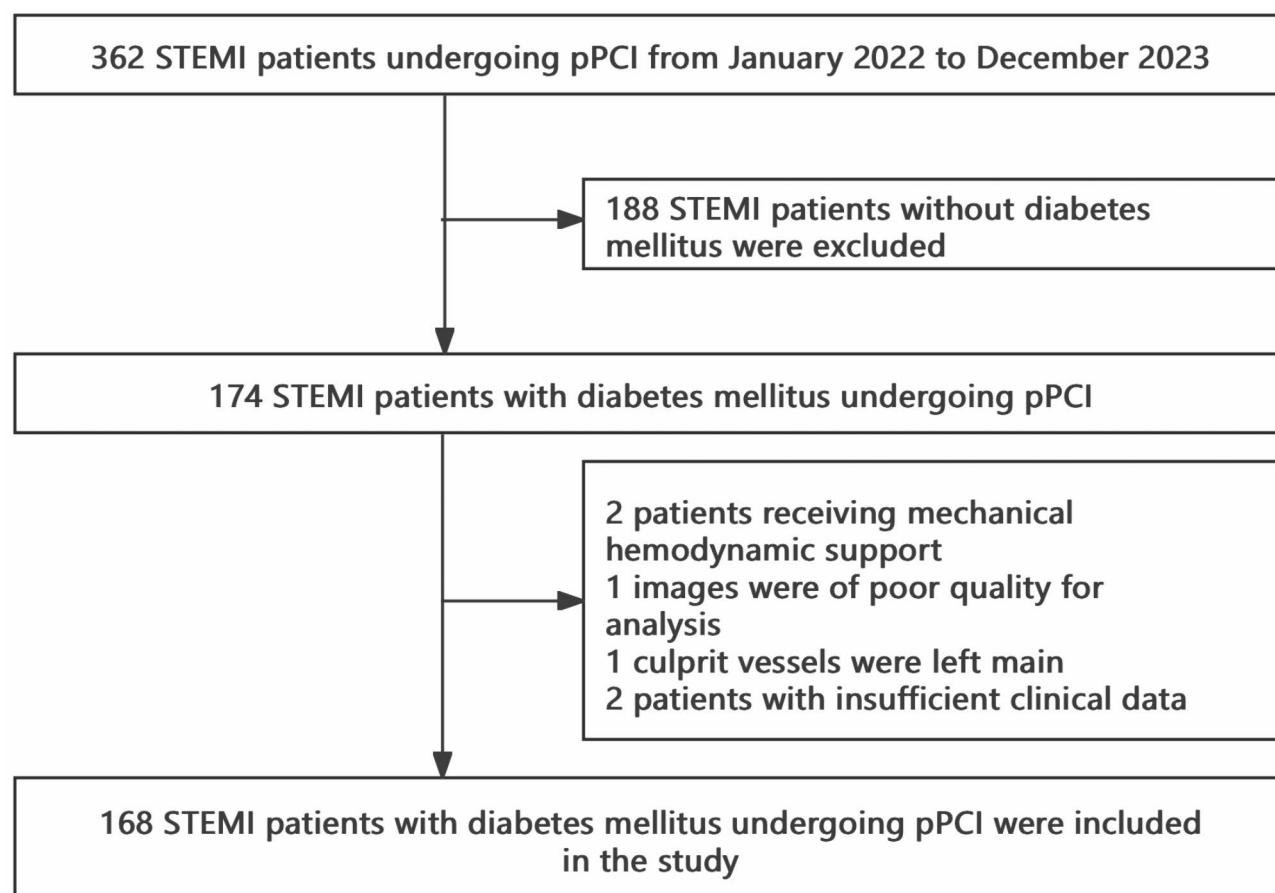 362 STEMI patients undergoing pPCI from January 2022 to December 2023
188 STEMI patients without diabetes
mellitus were excluded
174 STEMI patients with diabetes mellitus undergoing pPCI
2 patients receiving mechanical
hemodynamic support
1 images were of poor quality for
analysis
1 culprit vessels were left main
2 patients with insufficient clinical data
168 STEMI patients with diabetes mellitus undergoing pPCI were included
in the study